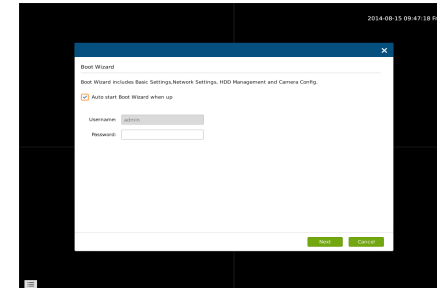 2014-08-15 09:47:18
Boot Wizard
Boot Wizard includes Basic Settings,Network Settings, HDD Management and Camera Config.
Auto start Boot Wizard when up
Username: admin
Password:
Next Cancel